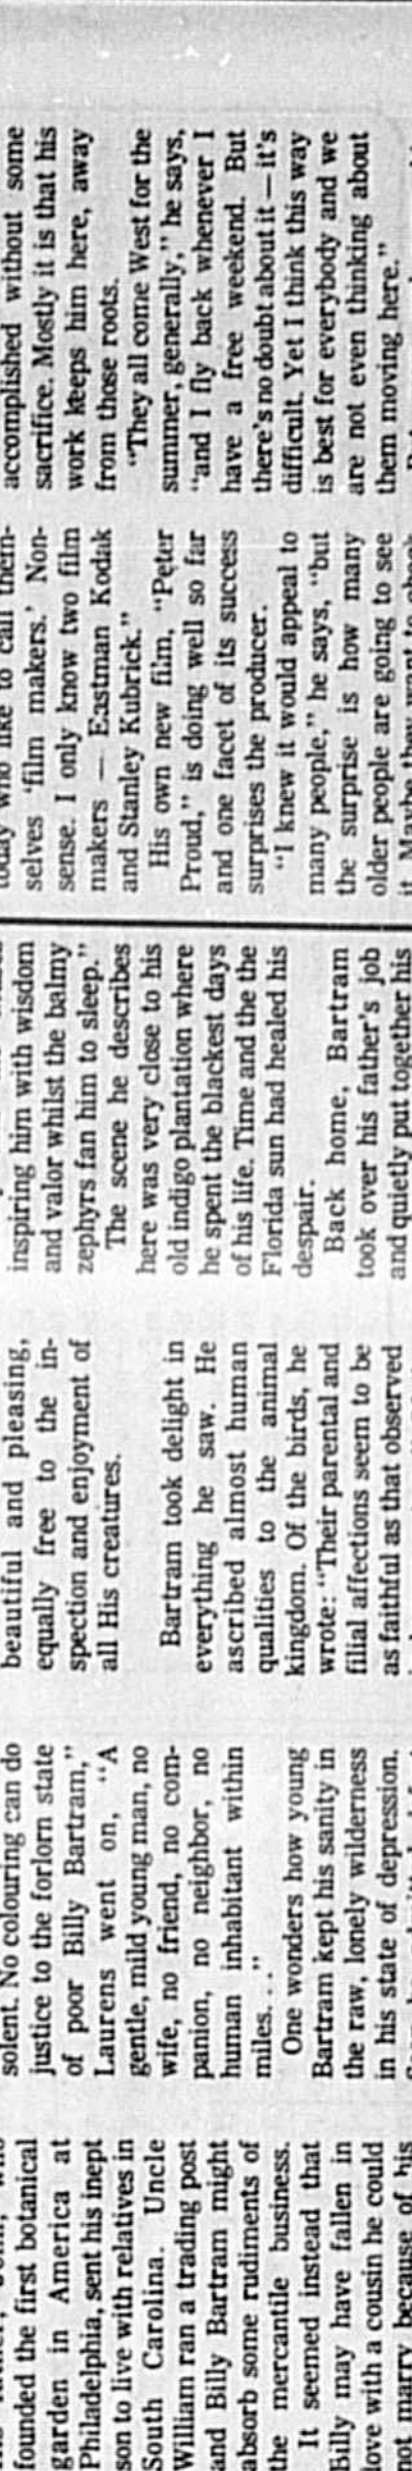 founded the first botanical
garden in America at
Philadelphia, sent his inept
son to live with relatives in
South Carolina. Uncle
William ran a trading post
and Billy Bartram might
absorb some rudiments of
the mercantile business.
It seemed instead that
Billy may have fallen in
love with a cousin he could
not marry because of his
solent. No colouring can do
justice to the forlorn state
of poor Billy Bartram,"
Laurens went on, "A
gentle, mild young man, no
wife, no friend, no com-
panion, no neighbor, no
human inhabitant within
miles. . ."
One wonders how young
Bartram kept his sanity in
the raw, lonely wilderness
in his state of depression.
beautiful and pleasing,
equally free to the in-
spection and enjoyment of
all His creatures.
Bartram took delight in
everything he saw. He
ascribed almost human
qualities to the animal
kingdom. Of the birds, he
wrote: "Their parental and
filial affections seem to be
as faithful as that observed
inspiring him with wisdom
and valor whilst the balmy
zephyrs fan him to sleep."
The scene he describes
here was very close to his
old indigo plantation where
he spent the blackest days
of his life. Time and the the
Florida sun had healed his
despair.
Back home, Bartram
took over his father's job
and quietly put together his
today who like to call them-
selves 'film makers.' Non-
sense. I only know two film
makers — Eastman Kodak
and Stanley Kubrick."
His own new film, "Peter
Proud," is doing well so far
and one facet of its success
surprises the producer.
"I knew it would appeal to
many people," he says, "but
the surprise is how many
older people are going to see
it. Maybe they want to check
accomplished without some
sacrifice. Mostly it is that his
work keeps him here, away
from those roots.
"They all come West for the
summer, generally," he says,
"and I fly back whenever I
have a free weekend. But
there's no doubt about it — it's
difficult. Yet I think this way
is best for everybody and we
are not even thinking about
them moving here."